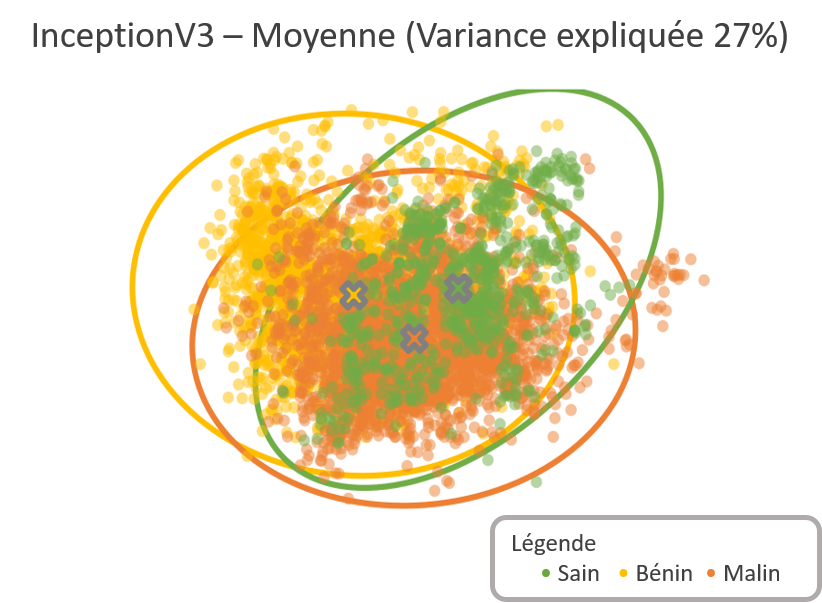 InceptionV3 – Moyenne (Variance expliquée 27%)
Légende
Sain Bénin Malin